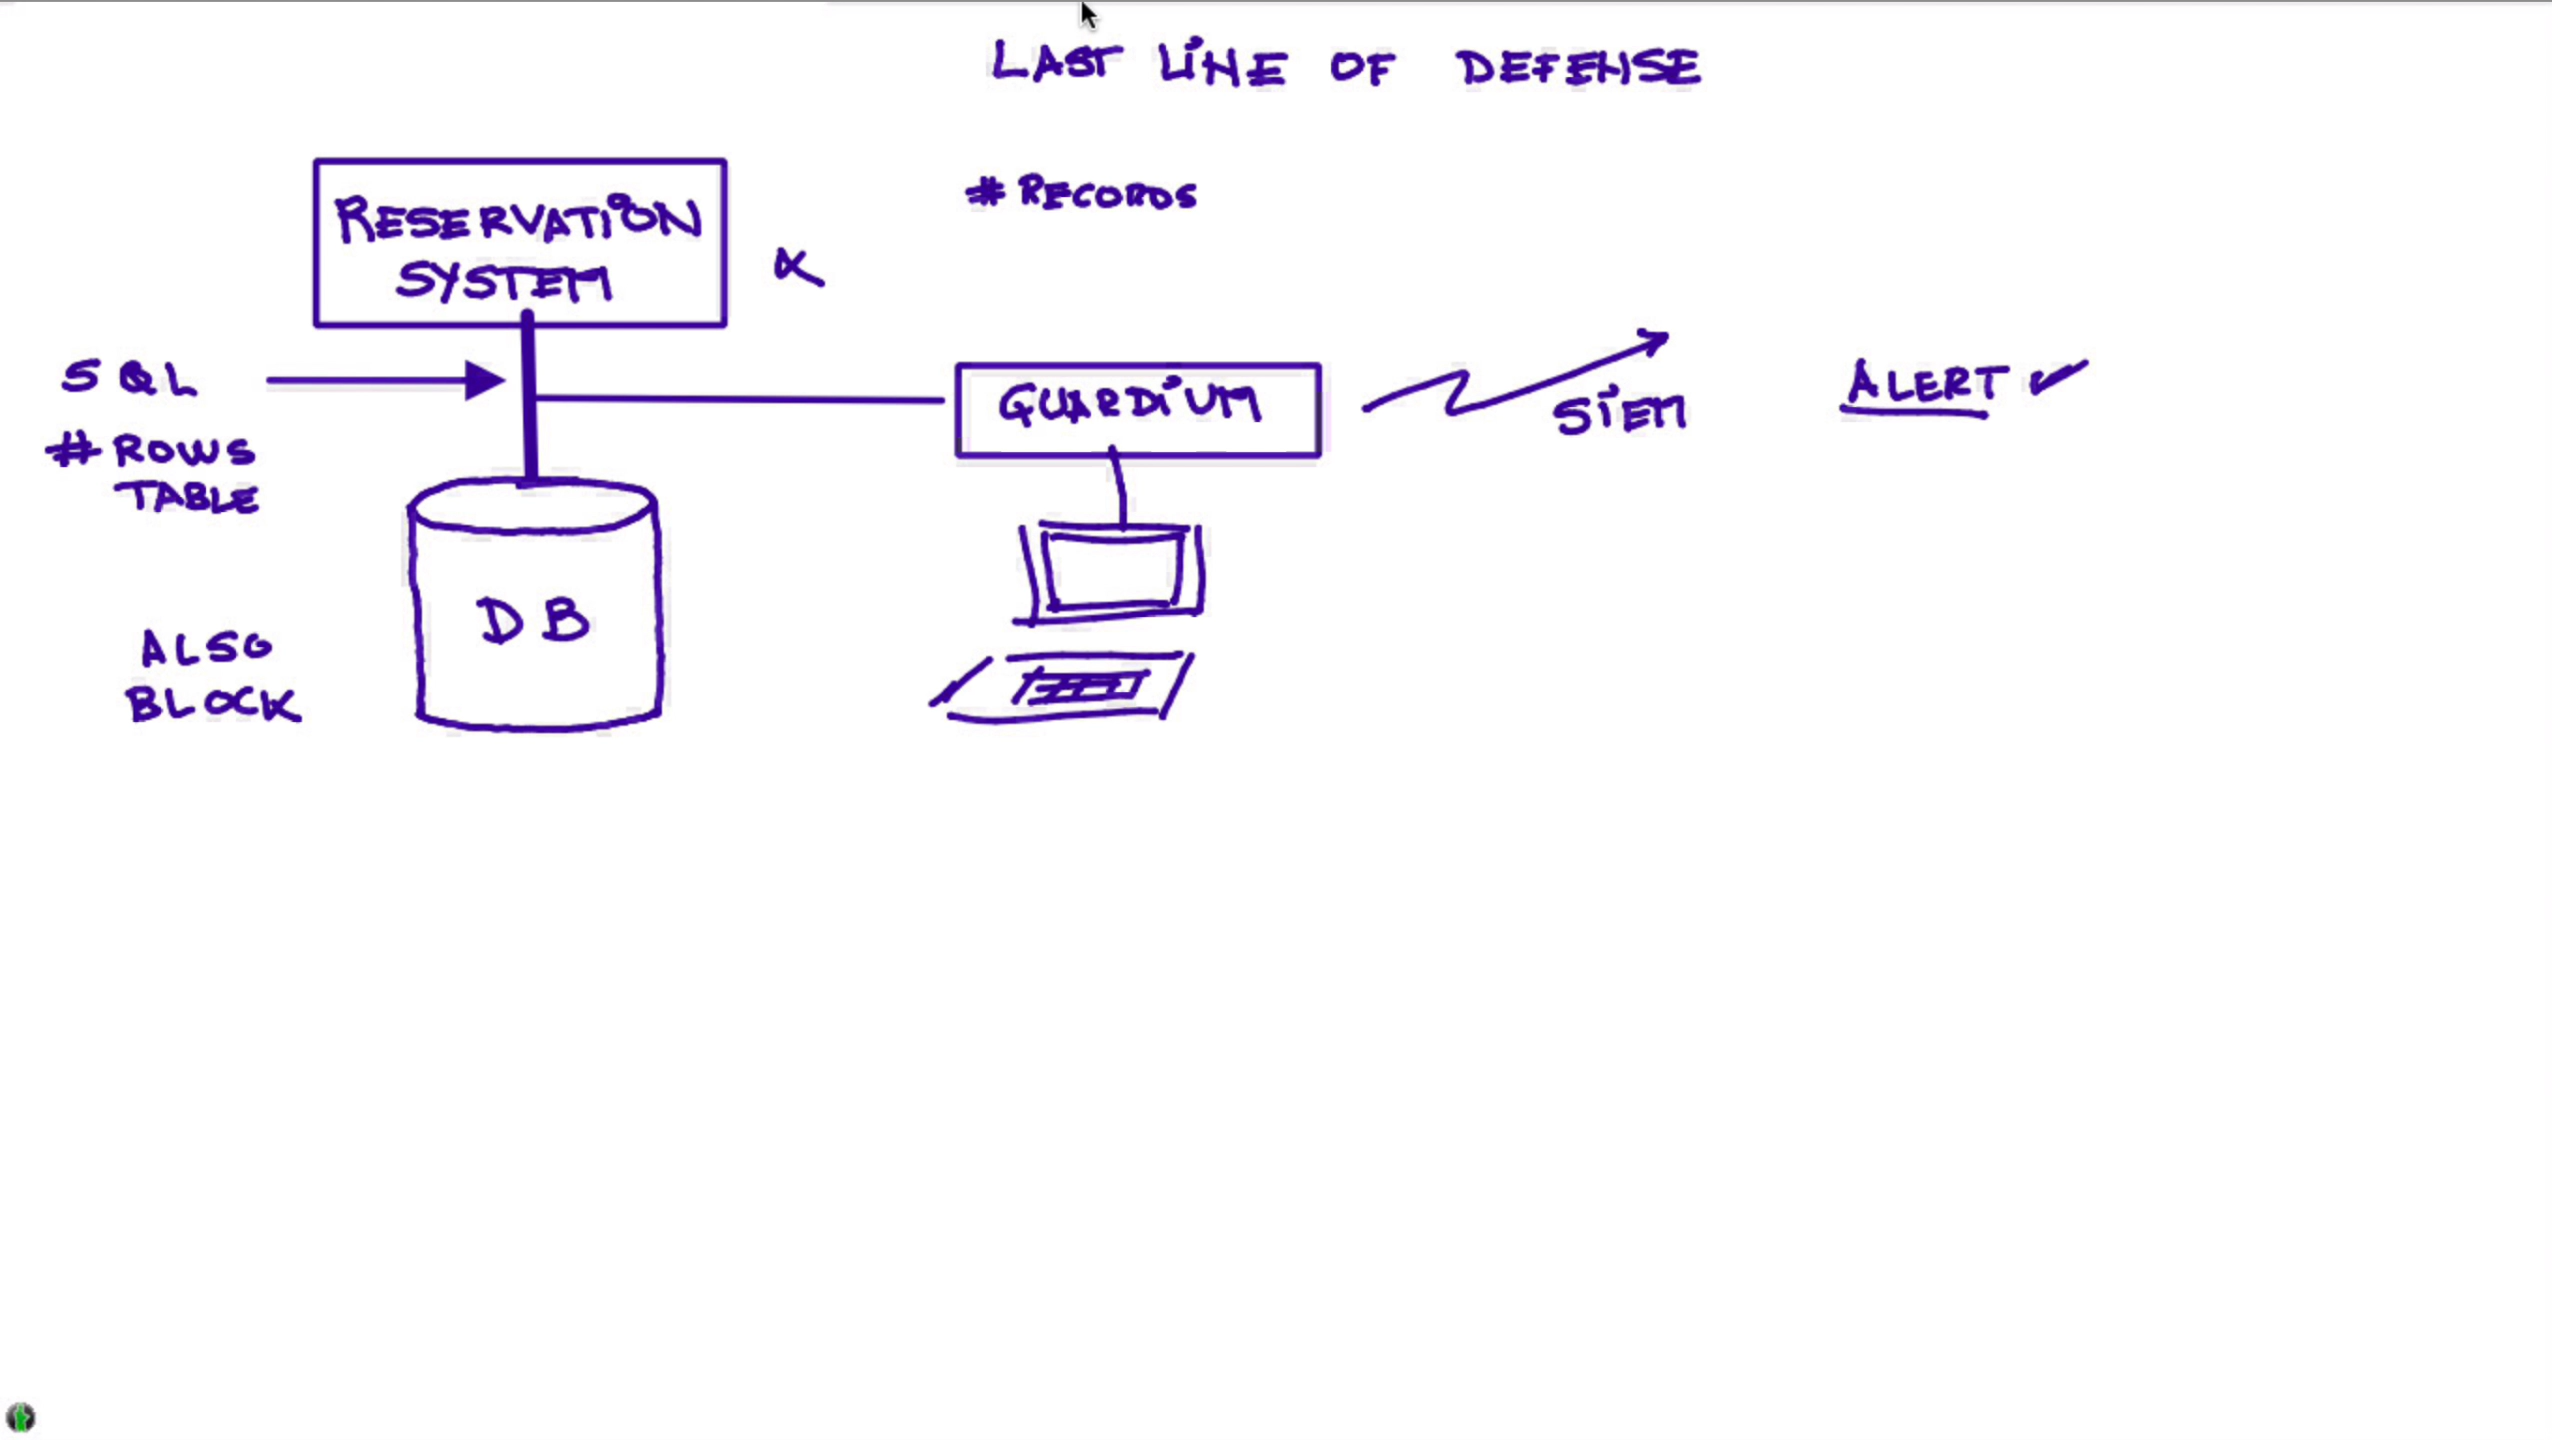 LAST LINE OF DEFENSE
# RECORDS
RESERVATION
SYSTEM
α
SQL
# ROWS
TABLE
GUARDIUM
SIEM
ALERT ✓
DB
ALSO
BLOCK